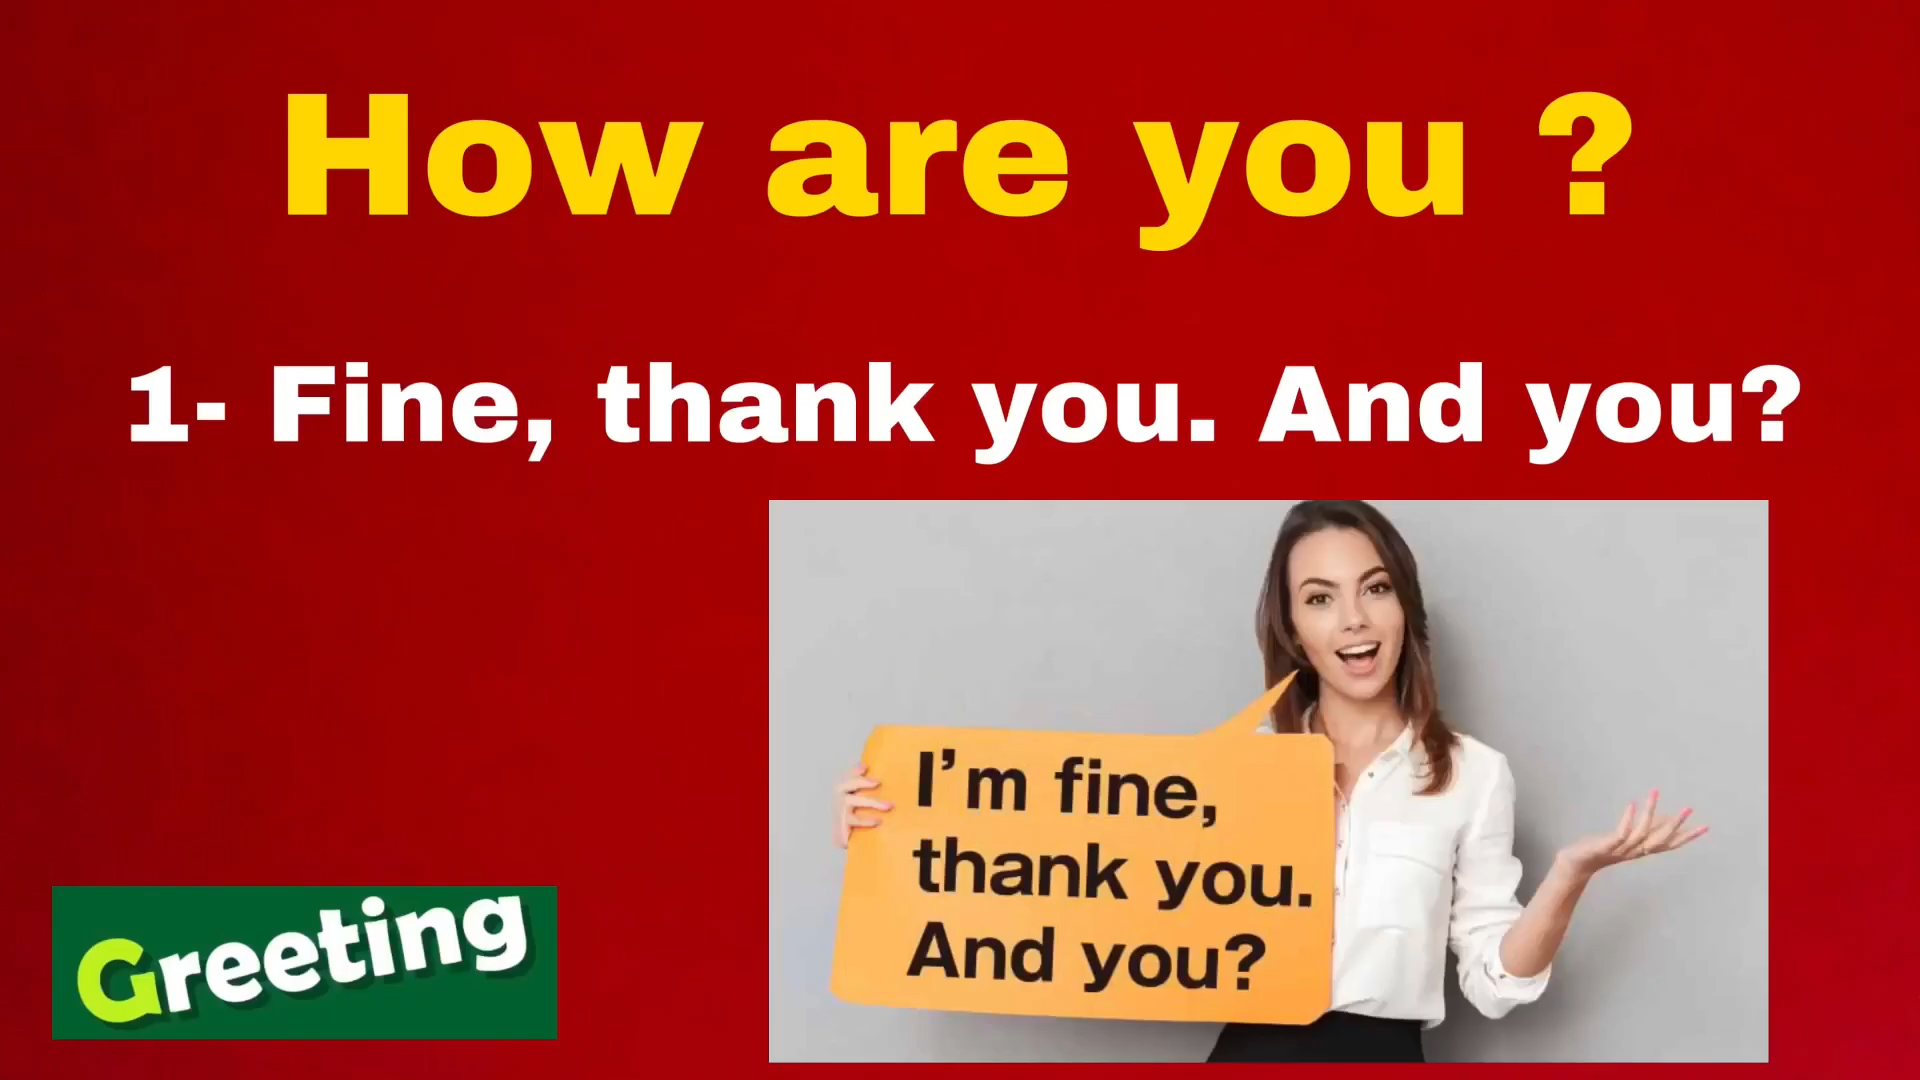 How are you ?
1- Fine, thank you. And you?
I'm fine,
thank you.
And you?
Greeting